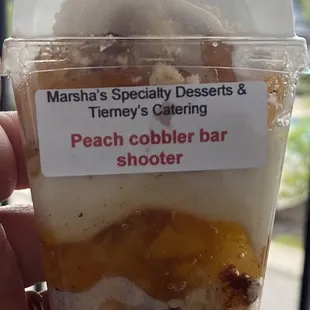 Marsha's Specialty Desserts &
Tierney's Catering
Peach cobbler bar
shooter